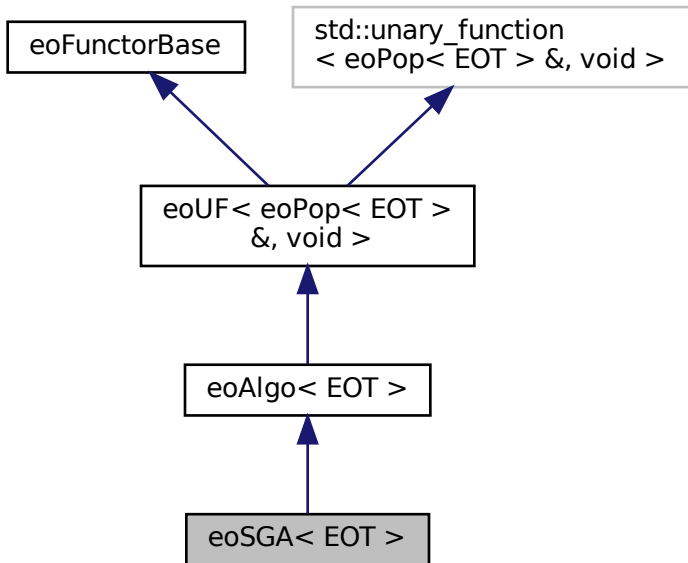 eoFunctorBase
std::unary_function
< eoPop< EOT > &, void >
eoUF< eoPop< EOT >
&, void >
eoAlgo< EOT >
eoSGA< EOT >